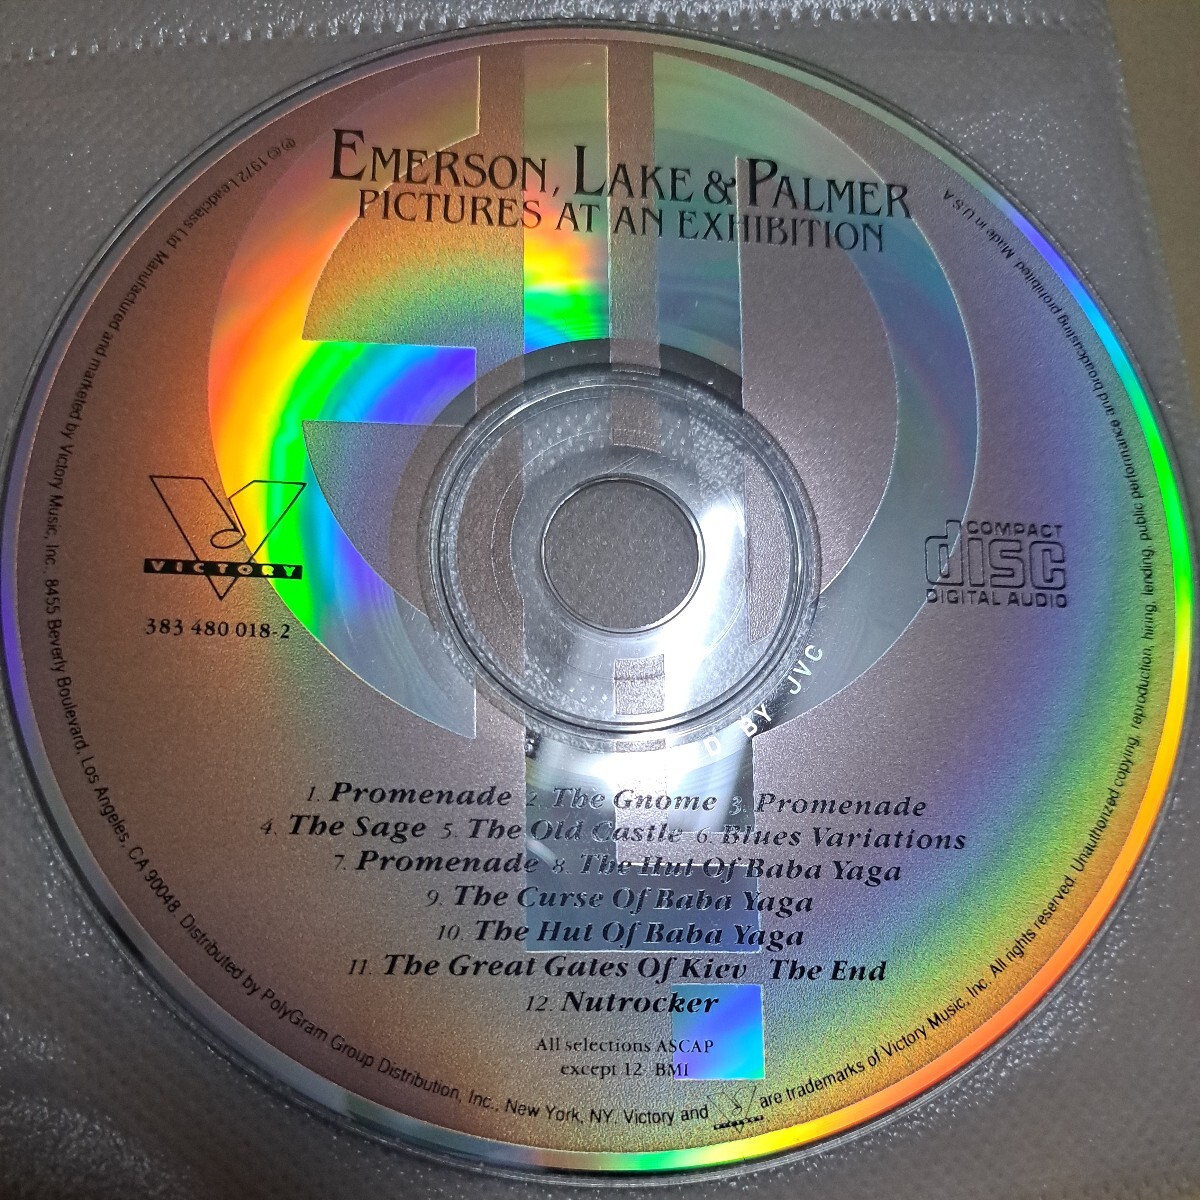 EMERSON, LAKE & PALMER
PICTURES AT AN EXHIBITION
VICTORY
383 480 018-2
COMPACT
disc
DIGITAL AUDIO
D BY JVC
1. Promenade 2. The Gnome 3. Promenade
4. The Sage 5. The Old Castle 6. Blues Variations
7. Promenade 8. The Hut Of Baba Yaga
9. The Curse Of Baba Yaga
10. The Hut Of Baba Yaga
11. The Great Gates Of Kiev The End
12. Nutrocker
All selections ASCAP
except 12 BMI
℗ © 1972 Leadclass Ltd. Manufactured and marketed by Victory Music, Inc., 8455 Beverly Boulevard, Los Angeles, CA 90048. Distributed by PolyGram Group Distribution, Inc., New York, NY. Victory and VICTORY are trademarks of Victory Music, Inc. All rights reserved. Unauthorized copying, reproduction, hiring, lending, public performance and broadcasting prohibited. Made in U.S.A.